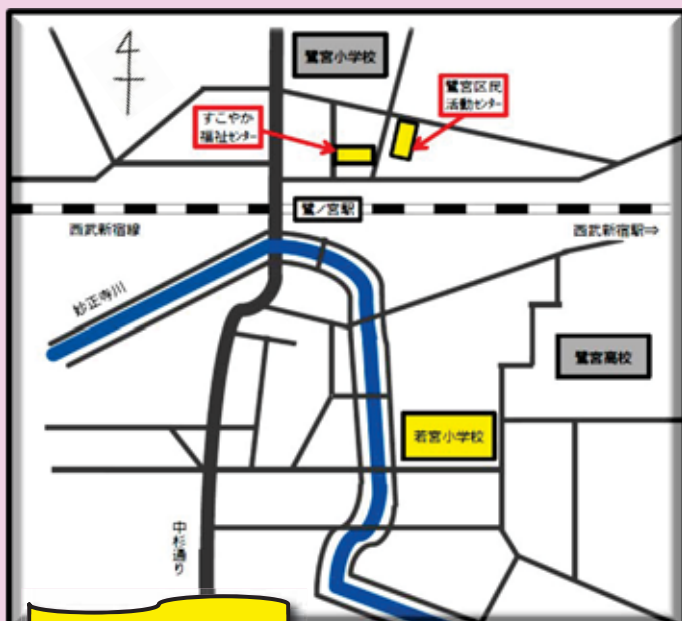 鷺宮小学校
鷺宮区民
活動センター
すこやか
福祉センター
鷺ノ宮駅
西武新宿線
西武新宿駅⇒
妙正寺川
鷺宮高校
若宮小学校
中杉通り